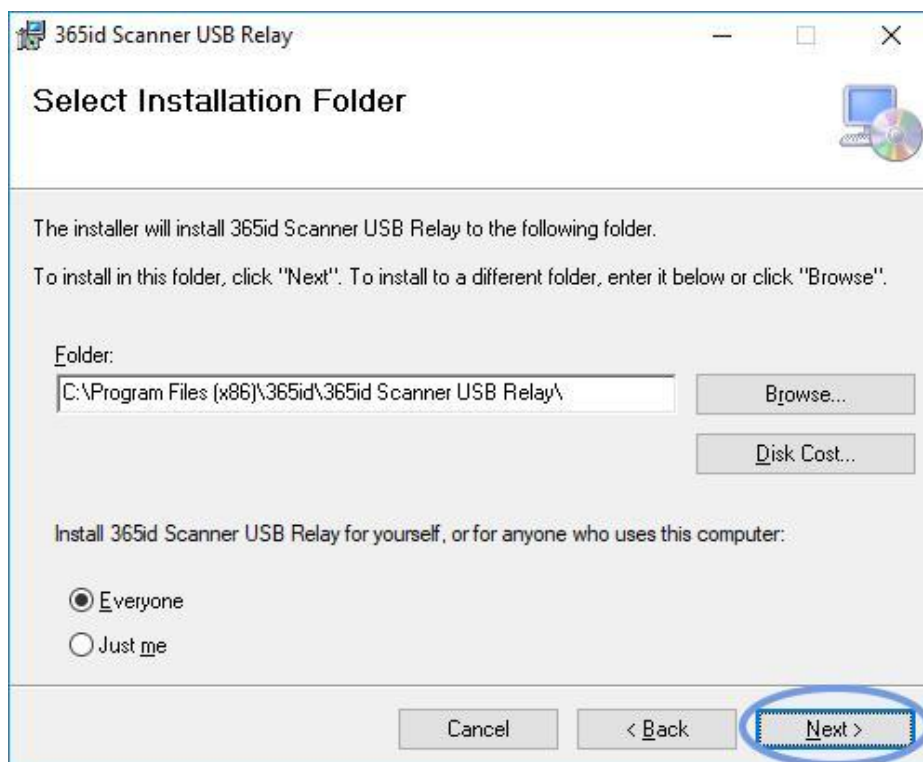 365id Scanner USB Relay
Select Installation Folder
The installer will install 365id Scanner USB Relay to the following folder.
To install in this folder, click "Next". To install to a different folder, enter it below or click "Browse".
Folder:
C:\Program Files (x86)\365id\365id Scanner USB Relay\
Browse...
Disk Cost...
Install 365id Scanner USB Relay for yourself, or for anyone who uses this computer:
Everyone
Just me
Cancel
< Back
Next >